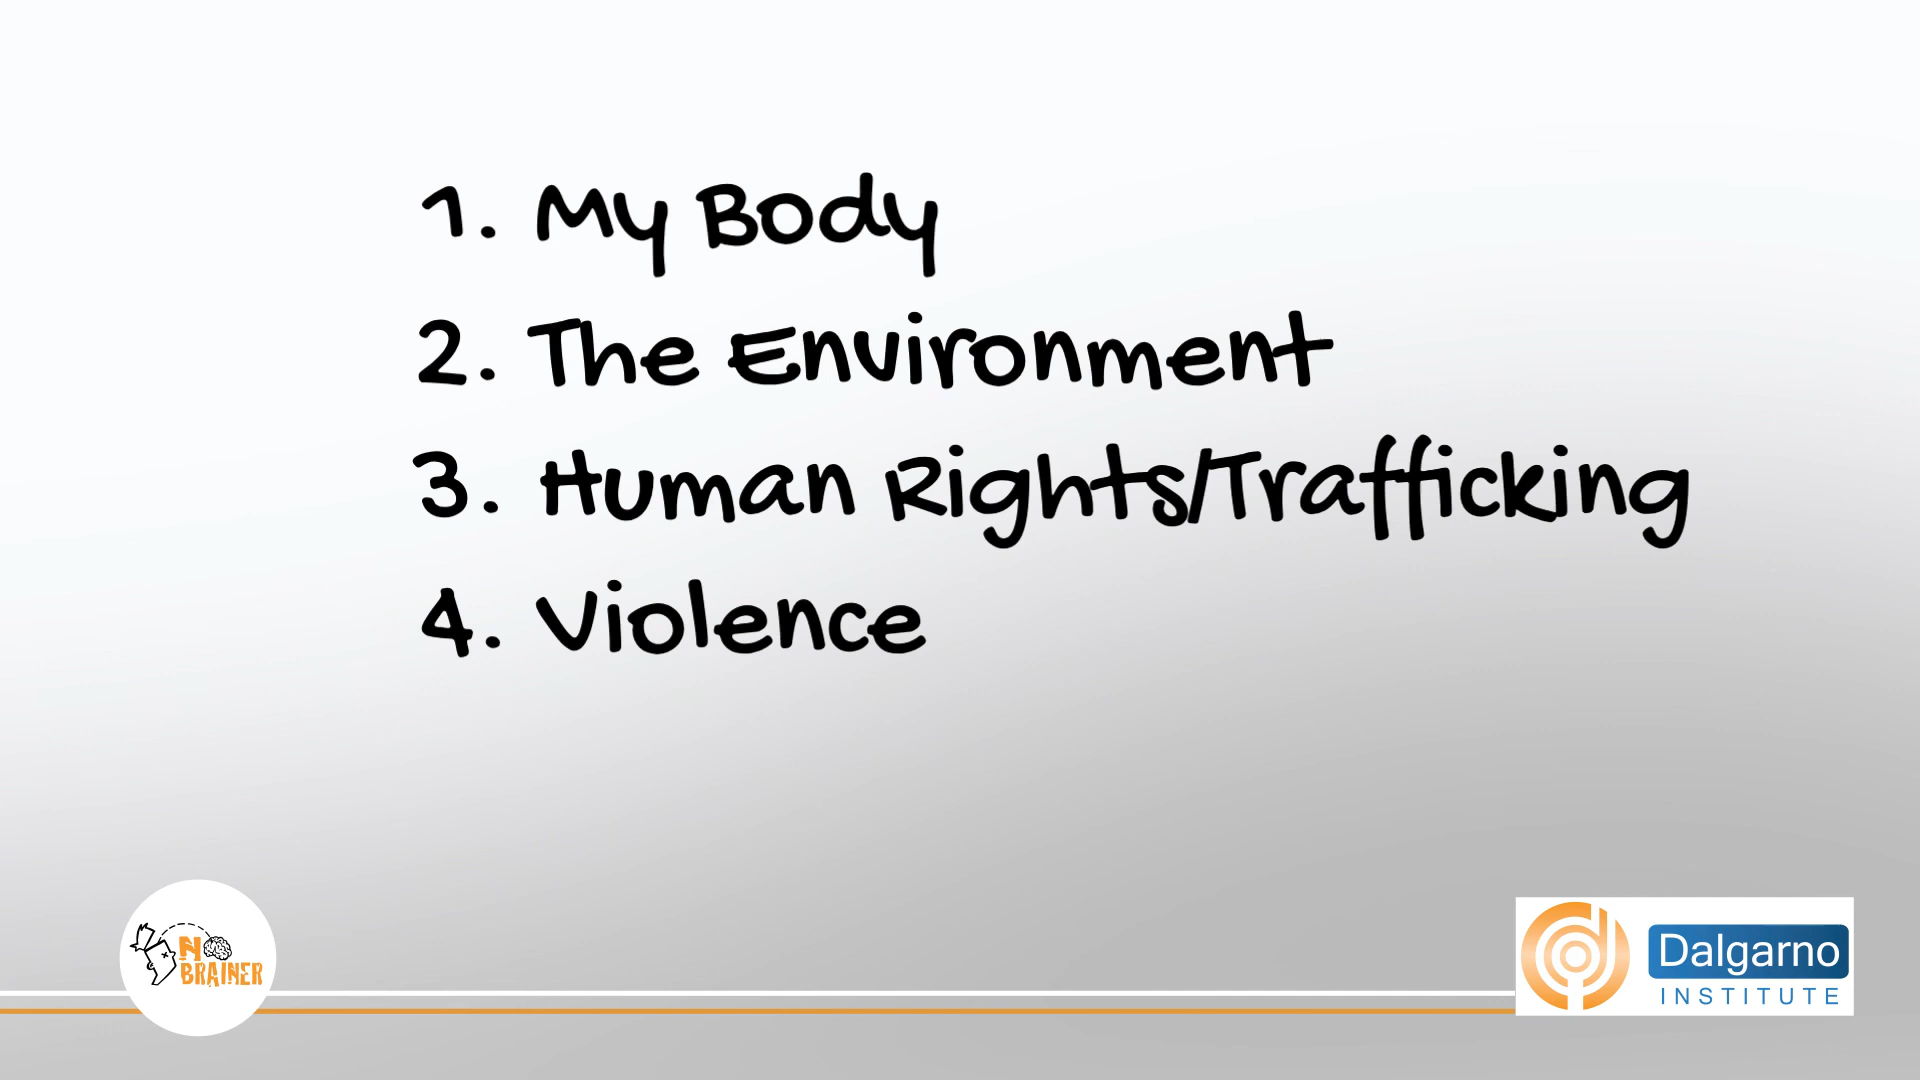 1. My Body
2. The Environment
3. Human Rights/Trafficking
4. Violence
NO
BRAINER
Dalgarno
INSTITUTE